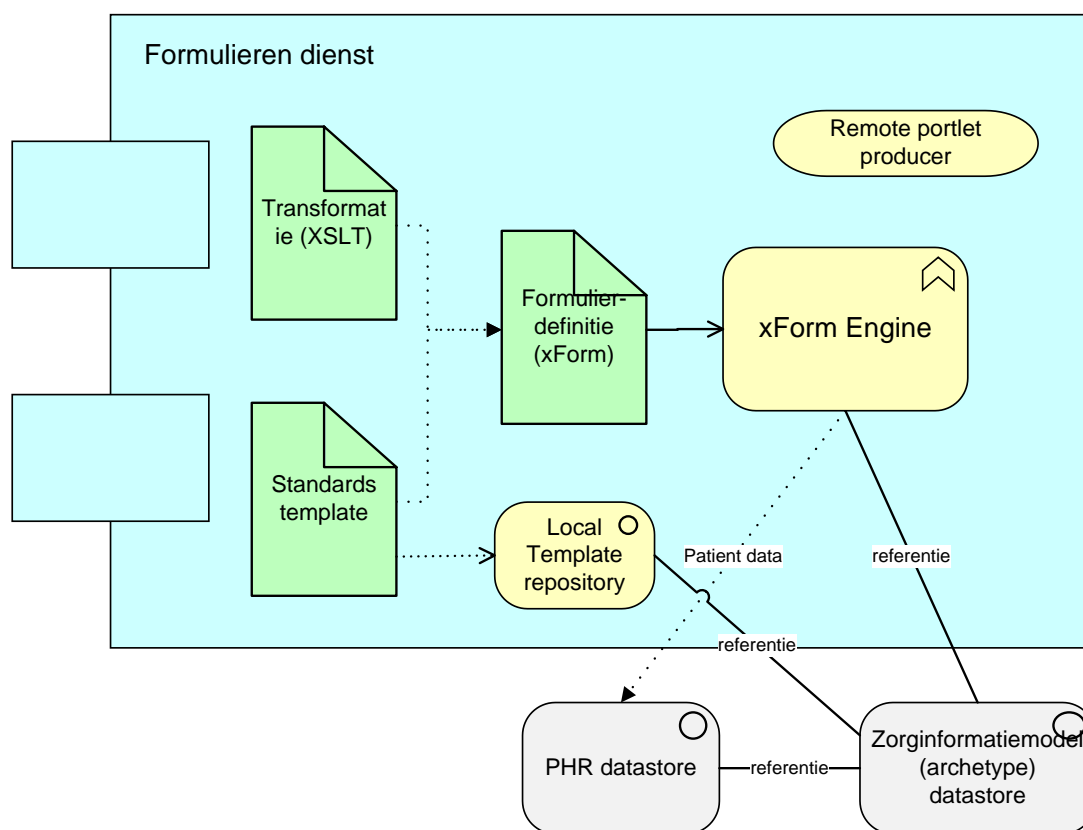 Formulieren dienst
Remote portlet
producer
Transformat
ie (XSLT)
Formulier-
definitie
(xForm)
xForm Engine
Standards
template
Local
Template
repository
Patient data
referentie
referentie
PHR datastore
referentie
Zorginformatiemodel
(archetype)
datastore